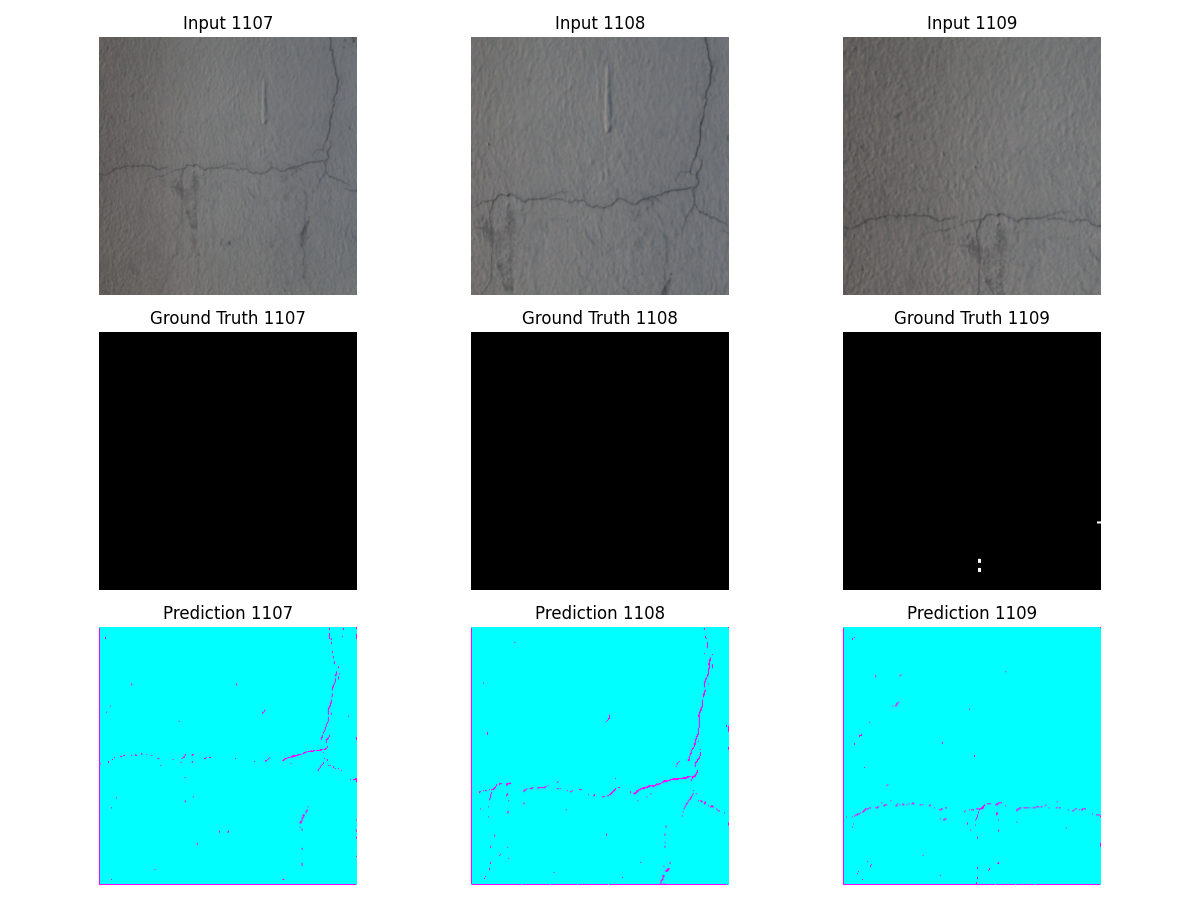 Input 1107
Input 1108
Input 1109
Ground Truth 1107
Ground Truth 1108
Ground Truth 1109
Prediction 1107
Prediction 1108
Prediction 1109